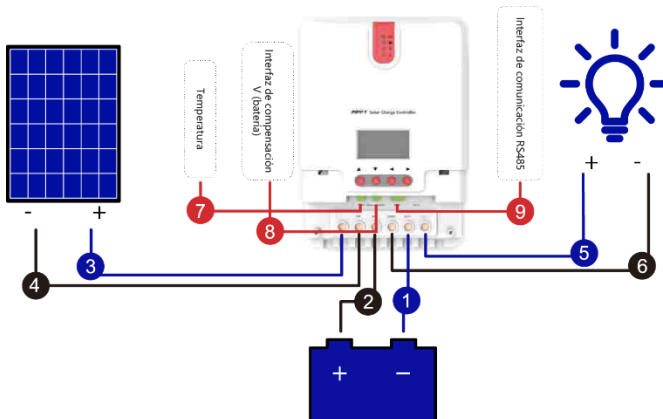 Temperatura
Interfaz de compensación
V (batería)
MPPT Solar Charge Controller
Interfaz de comunicación RS485
+ -
- +
7
8
9
3
4
2
1
5
6
+ −